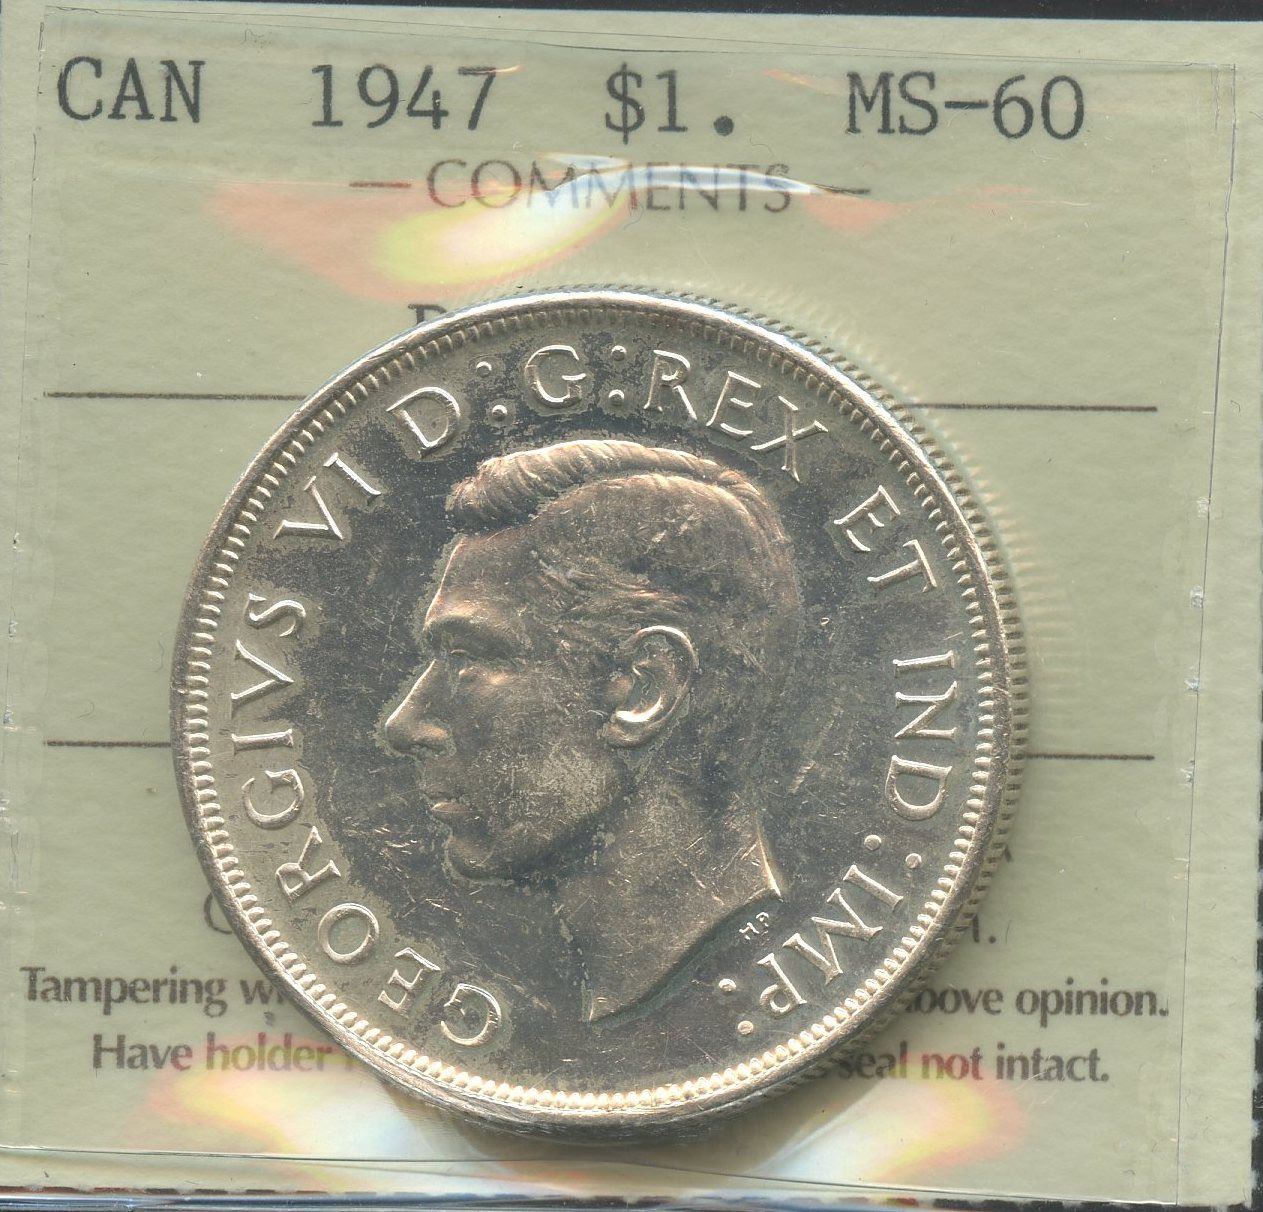 CAN 1947 $1. MS-60
COMMENTS
GEORGIVS VI D:G:REX ET IND:IMP:
HP
Tampering above opinion.
Have holder seal not intact.